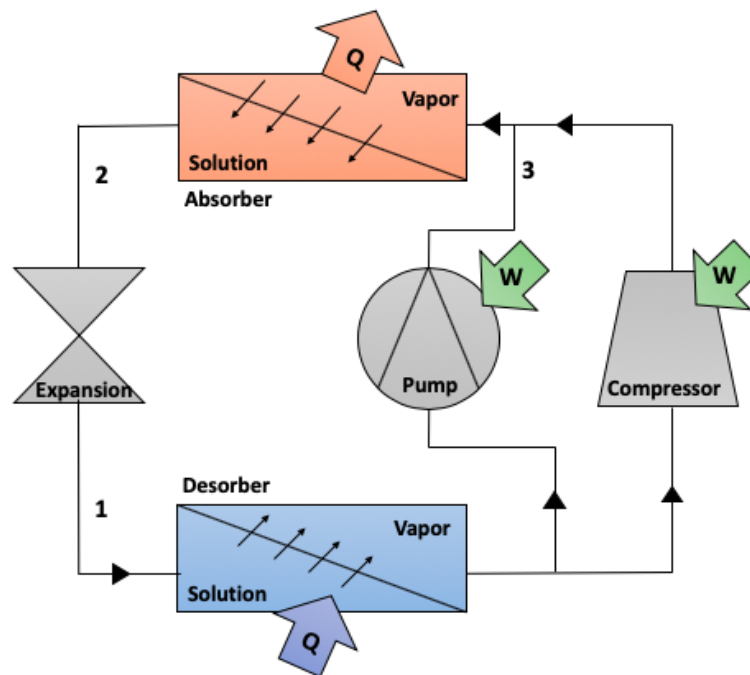 Q
Vapor
Solution
Absorber
2
3
W
W
Expansion
Pump
Compressor
1
Desorber
Vapor
Solution
Q